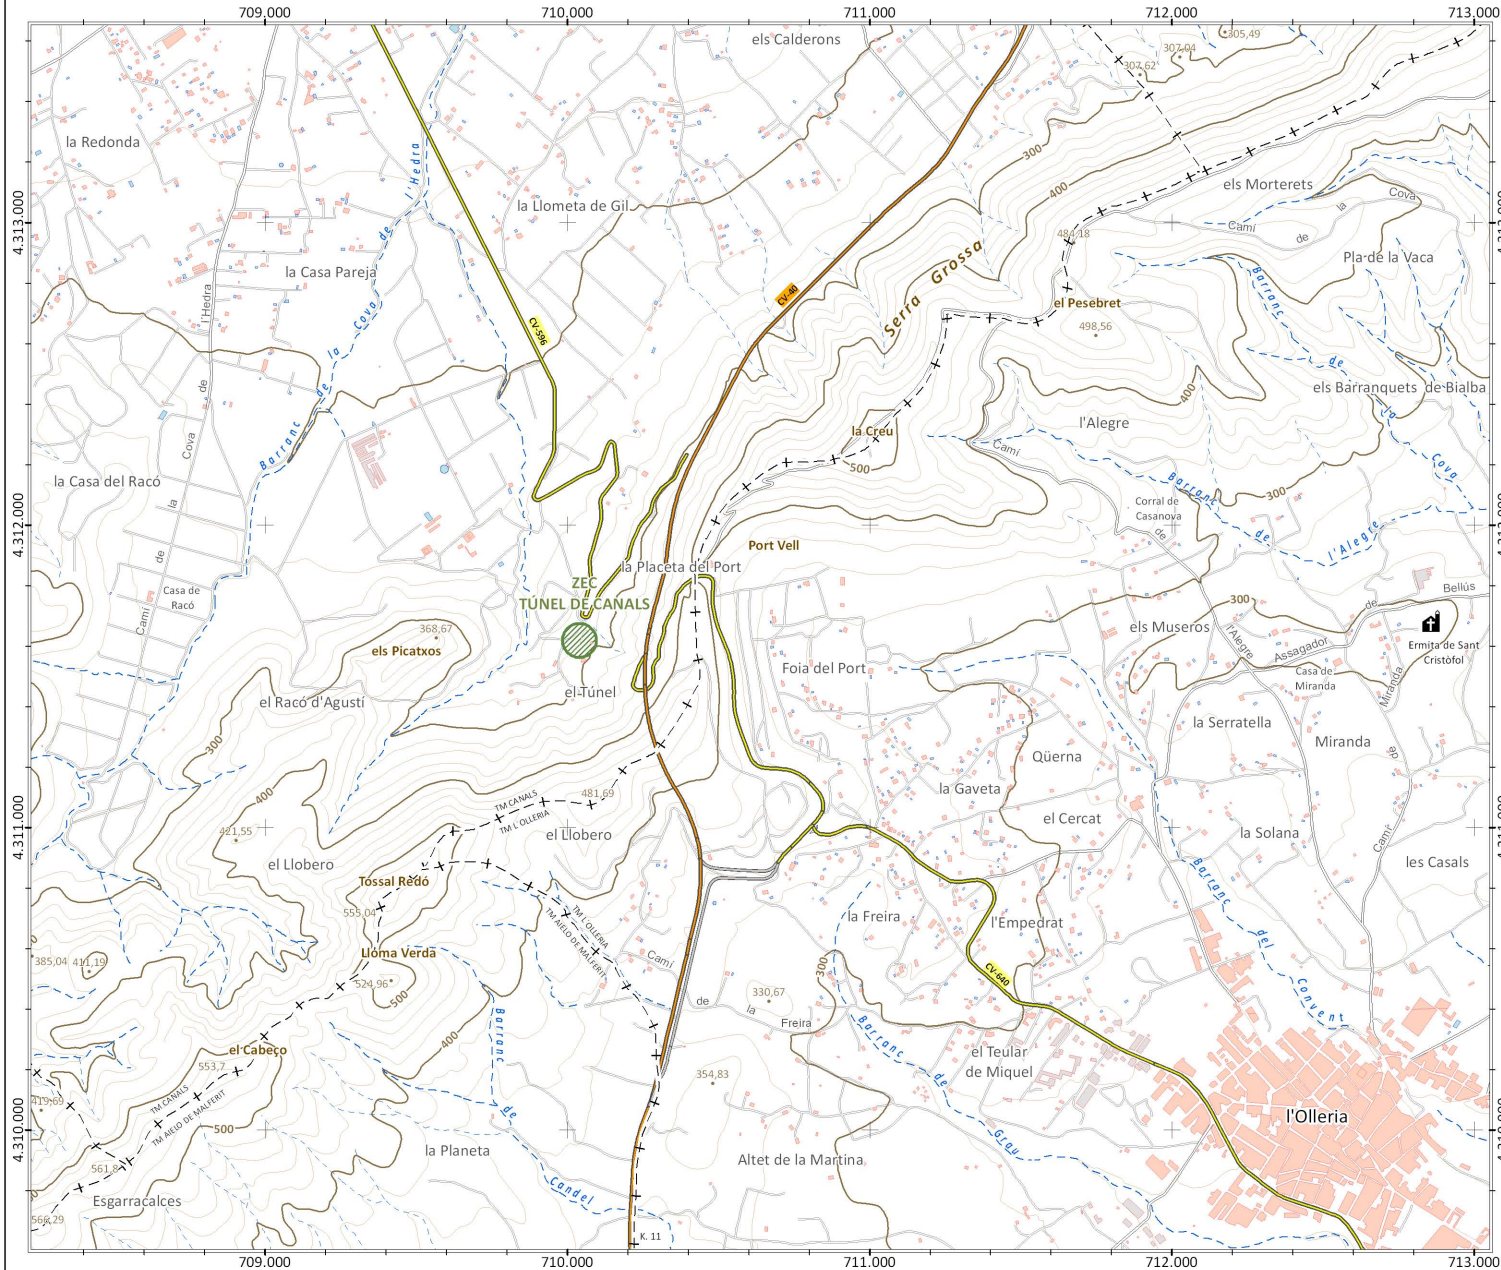 709.000
710.000
711.000
712.000
713.000
els Calderons
305,49
307,04
307,62
la Redonda
300
400
els Morterets
la Llometa de Gil
Camí
de
la
Cova
4.313.000
484,18
Serra Grossa
Pla de la Vaca
la Casa Pareja
Barranc de la Cova de l'Hedra
CV-40
el Pesebret
498,56
CV-596
Barranc de la Cova
els Barranquets de Bialba
Camí de la Cova de l'Hedra
400
l'Alegre
la Creu
500
Camí
de
l'Alegre
la Casa del Racó
Barranc de l'Alegre
300
Corral de
Casanova
4.312.000
Port Vell
la Placeta del Port
ZEC
TÚNEL DE CANALS
Casa de
Racó
300
Assagador
de
Bellús
els Museros
Ermita de Sant
Cristòfol
368,67
els Picatxos
Foia del Port
Casa de
Miranda
el Túnel
el Racó d'Agustí
Camí
de
Miranda
la Serratella
Miranda
300
Qüerna
la Gaveta
400
TM CANALS
TM L'OLLERIA
481,69
4.311.000
421,55
el Llobero
el Cercat
la Solana
el Llobero
les Casals
Tossal Redó
555,04
TM L'OLLERIA
TM AIELO DE MALFERIT
la Freira
l'Empedrat
Barranc del Convent
Lloma Verda
385,04
411,19
524,96
500
Camí
de
la
Freira
300
330,67
CV-640
Barranc de Candel
400
el Cabeço
553,7
Barranc de Grau
el Teular
de Miquel
354,83
TM CANALS
TM AIELO DE MALFERIT
419,69
500
l'Olleria
4.310.000
la Planeta
Altet de la Martina
561,8
Esgarracalces
566,29
K. 11
709.000
710.000
711.000
712.000
713.000